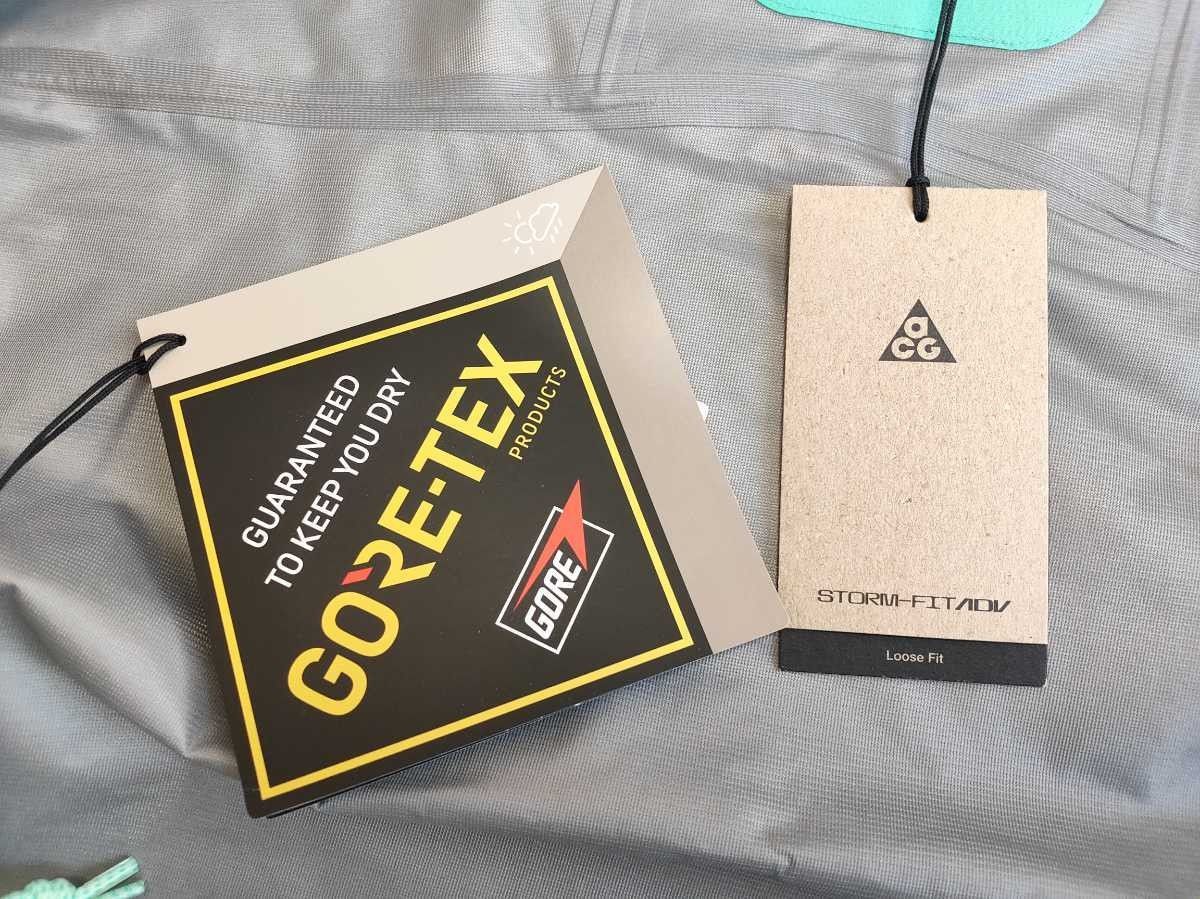 GUARANTEED
TO KEEP YOU DRY
GORE-TEX
PRODUCTS
GORE
aCG
STORM-FIT ADV
Loose Fit